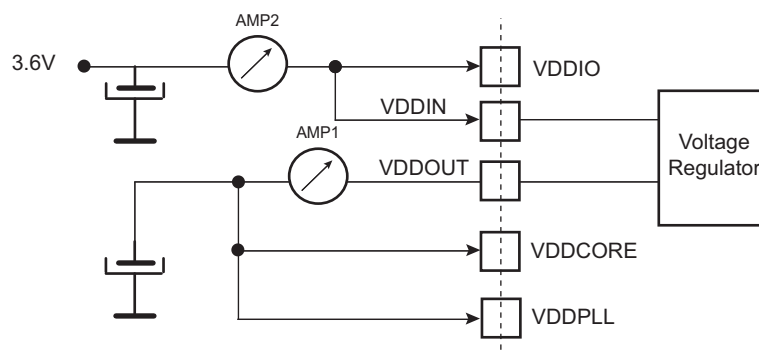 AMP2
3.6V
VDDIO
VDDIN
AMP1
Voltage
Regulator
VDDOUT
VDDCORE
VDDPLL